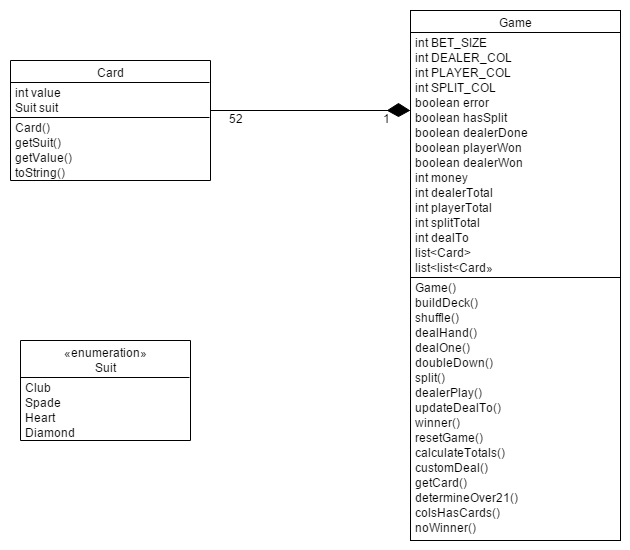 Card
int value
Suit suit
Card()
getSuit()
getValue()
toString()
52
1
Game
int BET_SIZE
int DEALER_COL
int PLAYER_COL
int SPLIT_COL
boolean error
boolean hasSplit
boolean dealerDone
boolean playerWon
boolean dealerWon
int money
int dealerTotal
int playerTotal
int splitTotal
int dealTo
list<Card>
list<list<Card»
Game()
buildDeck()
shuffle()
dealHand()
dealOne()
doubleDown()
split()
dealerPlay()
updateDealTo()
winner()
resetGame()
calculateTotals()
customDeal()
getCard()
determineOver21()
colsHasCards()
noWinner()
«enumeration»
Suit
Club
Spade
Heart
Diamond